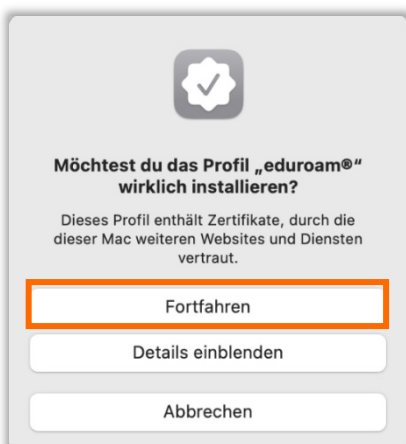 Möchtest du das Profil „eduroam®“
wirklich installieren?
Dieses Profil enthält Zertifikate, durch die
dieser Mac weiteren Websites und Diensten
vertraut.
Fortfahren
Details einblenden
Abbrechen